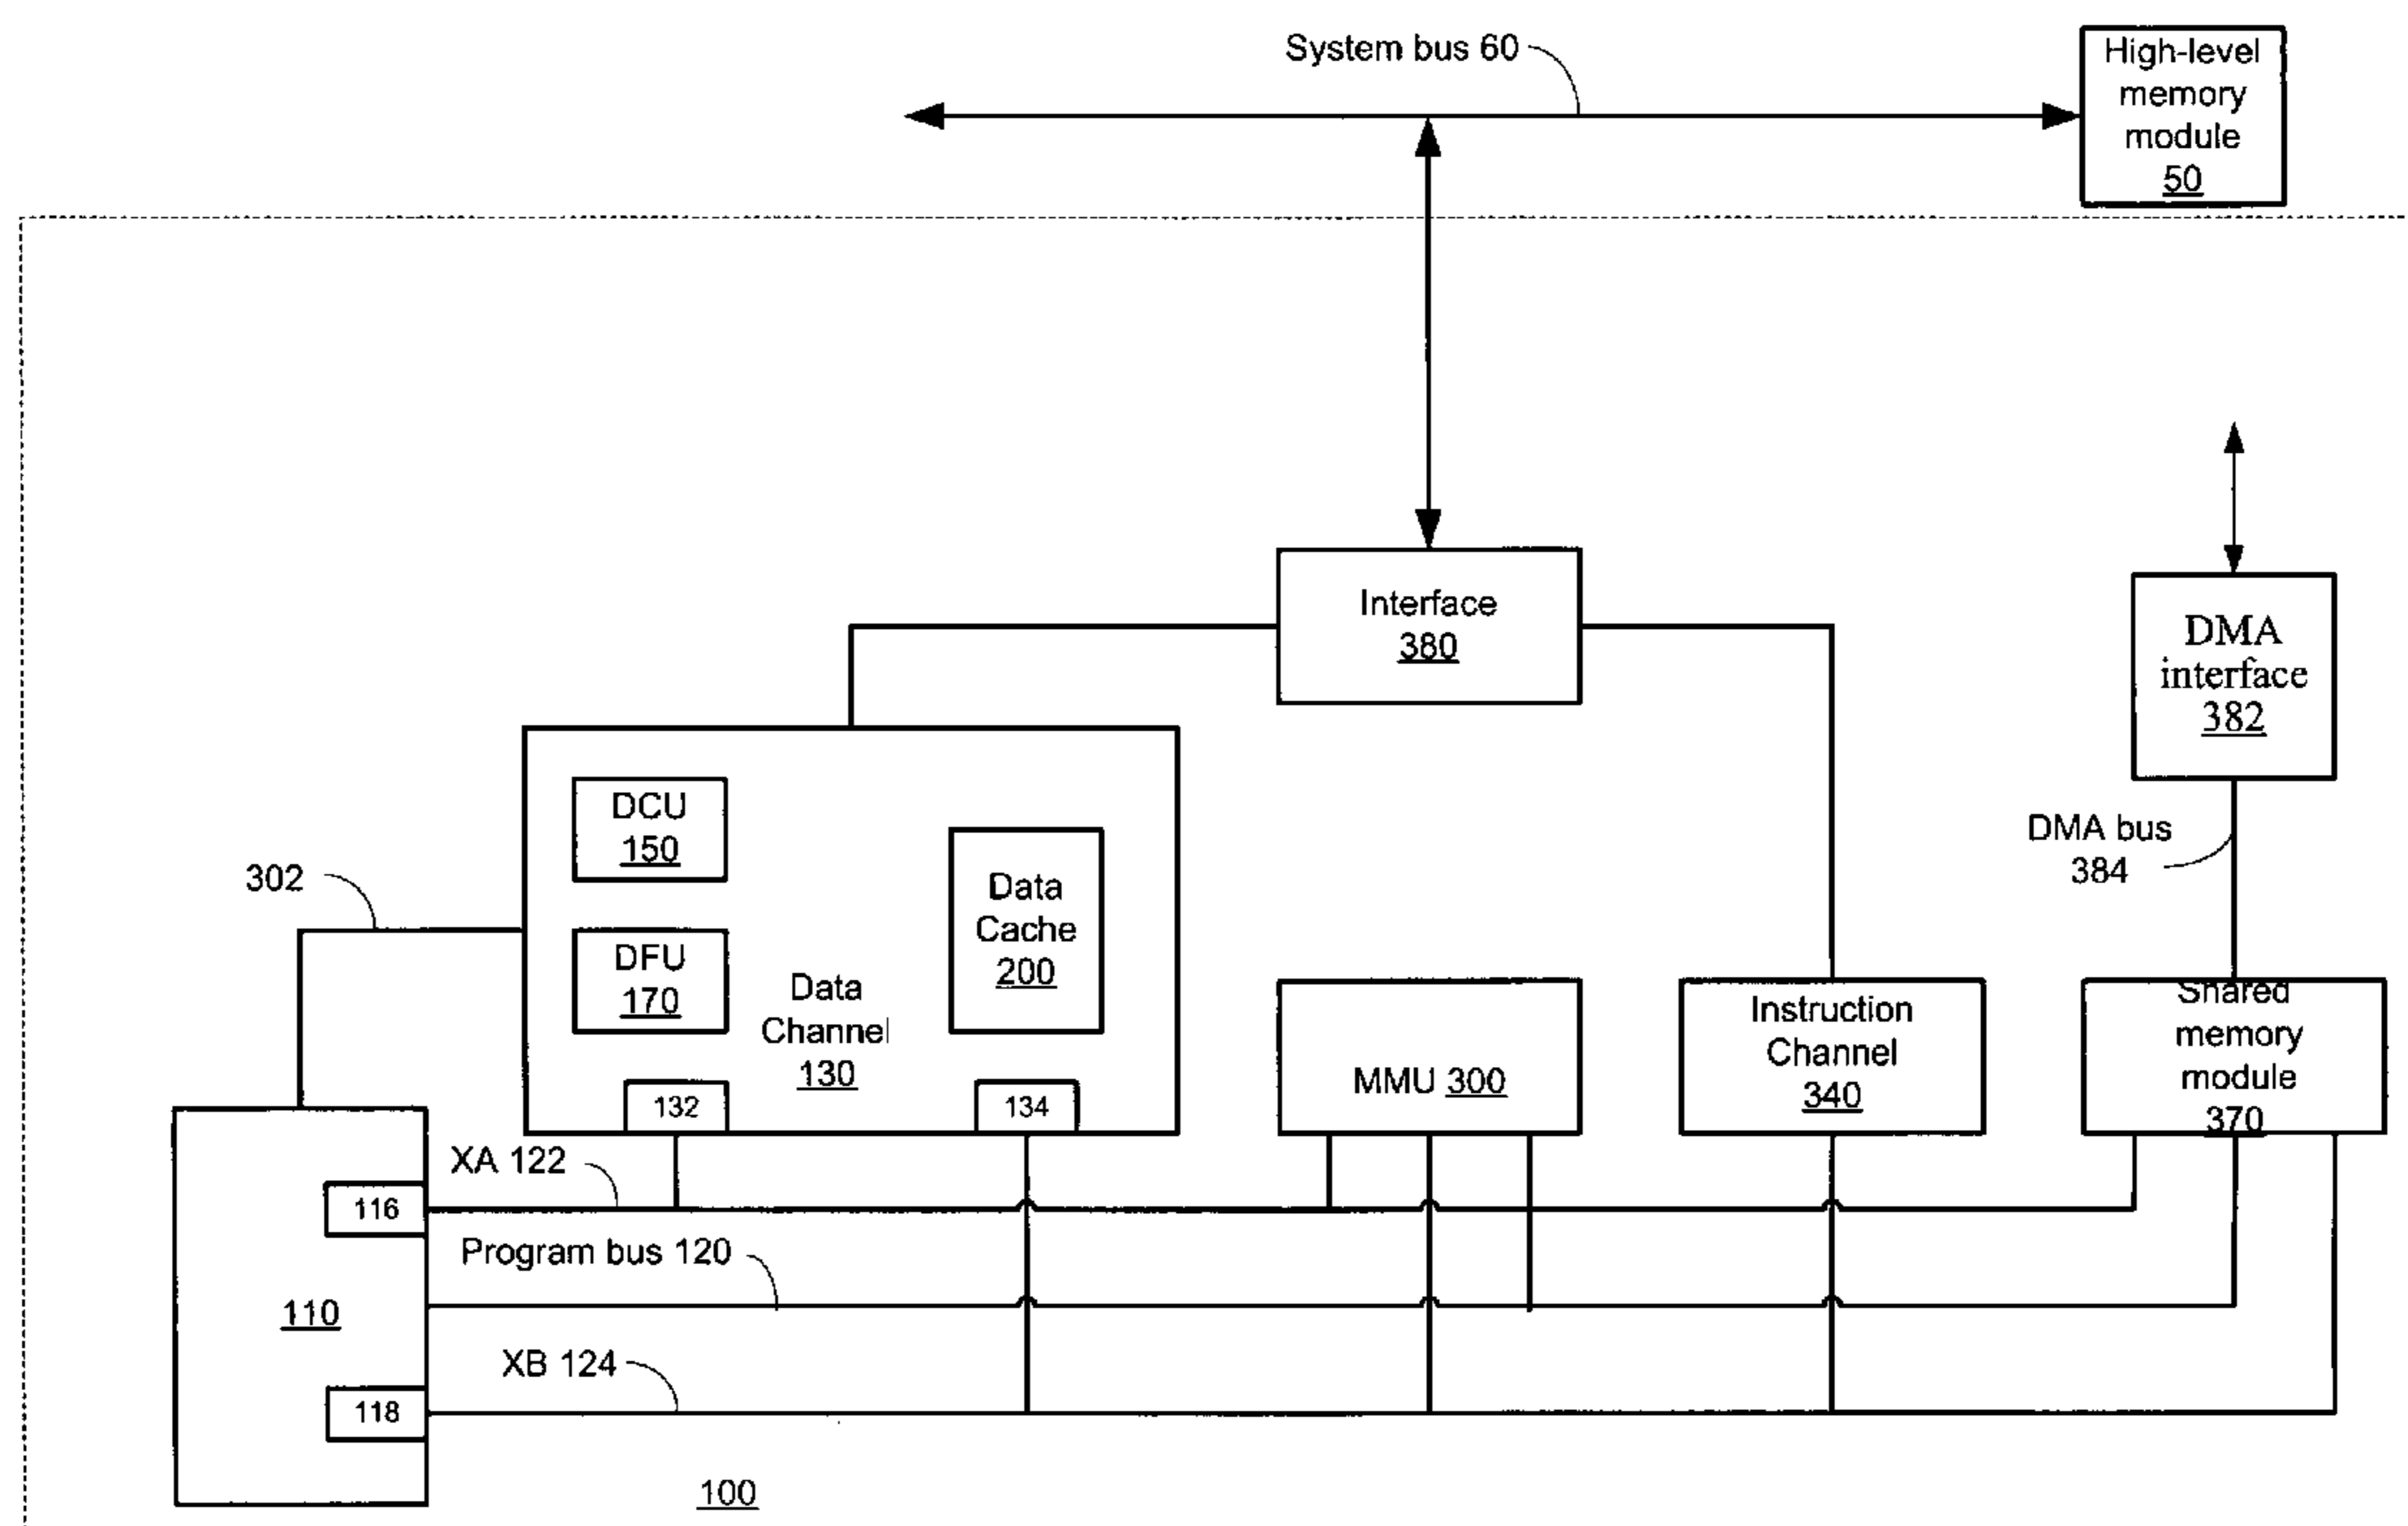 System bus 60
High-level
memory
module
50
Interface
380
DMA
interface
382
DMA bus
384
DCU
150
302
Data
Cache
200
DFU
170
Data
Channel
130
132
134
MMU 300
Instruction
Channel
340
Shared
memory
module
370
XA 122
116
Program bus 120
110
XB 124
118
100